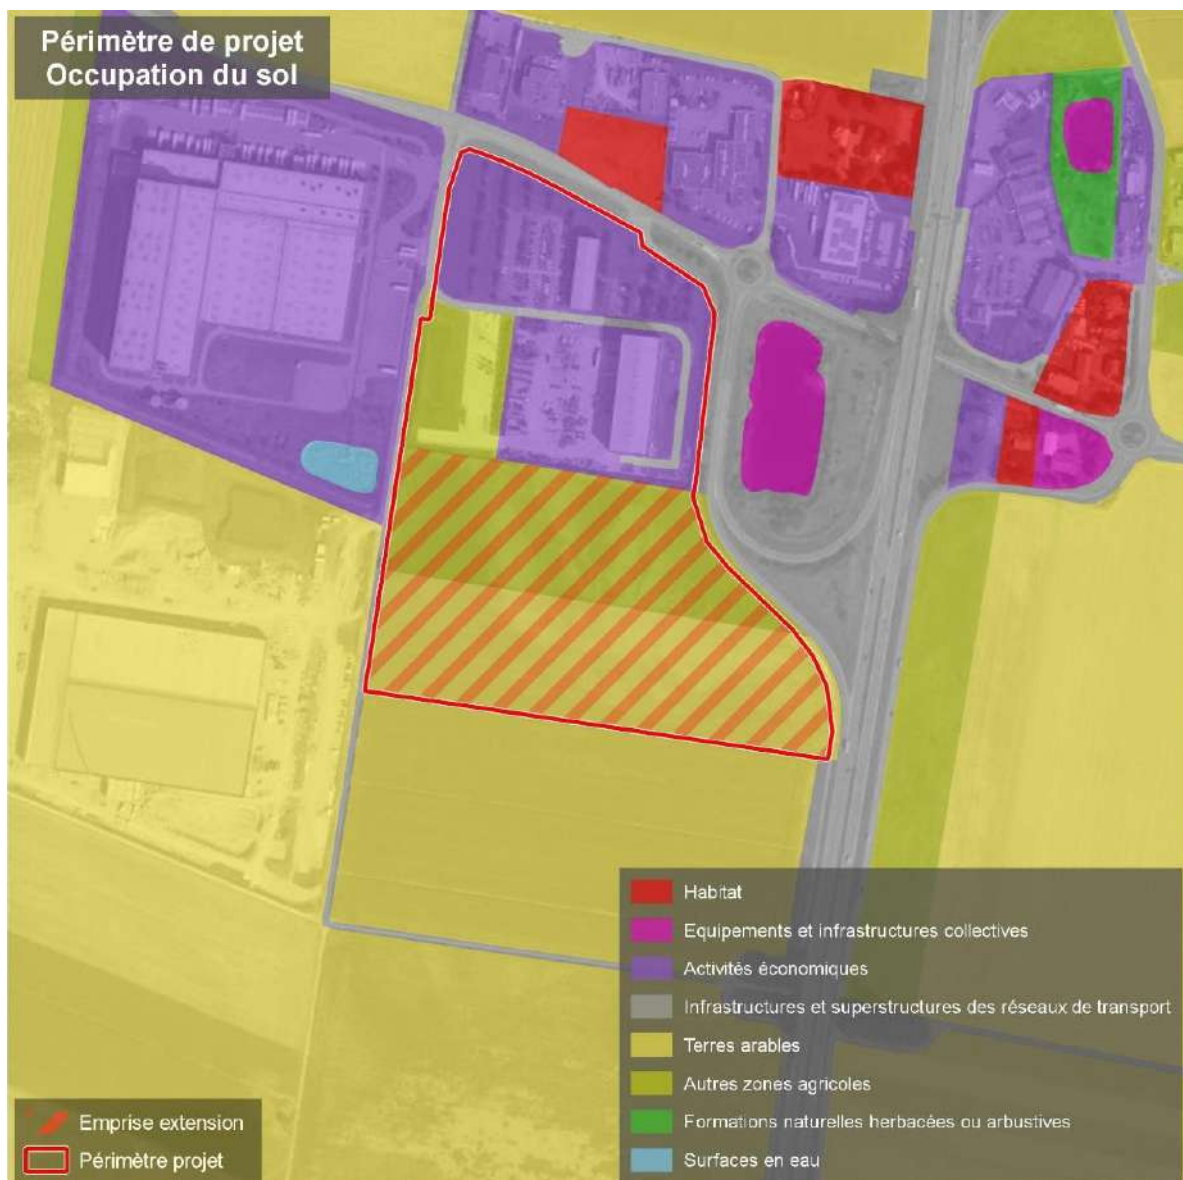 Périmètre de projet
Occupation du sol
Habitat
Equipements et infrastructures collectives
Activités économiques
Infrastructures et superstructures des réseaux de transport
Terres arables
Autres zones agricoles
Formations naturelles herbacées ou arbustives
Surfaces en eau
Emprise extension
Périmètre projet